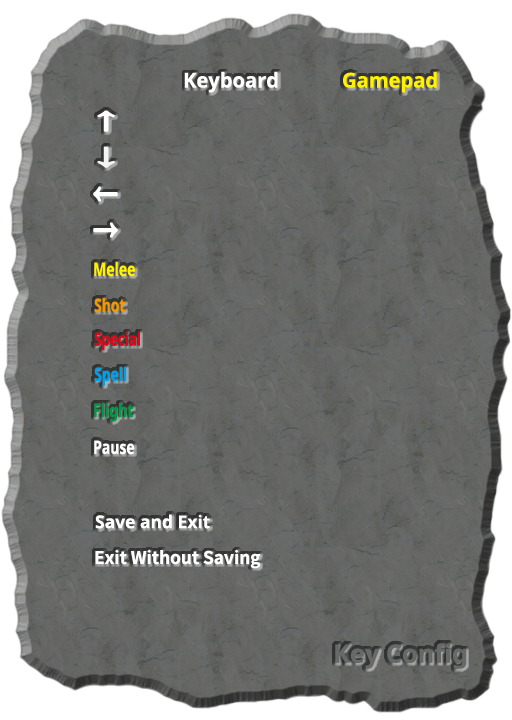 Keyboard Gamepad
↑
↓
←
→
Melee
Shot
Special
Spell
Flight
Pause
Save and Exit
Exit Without Saving
Key Config